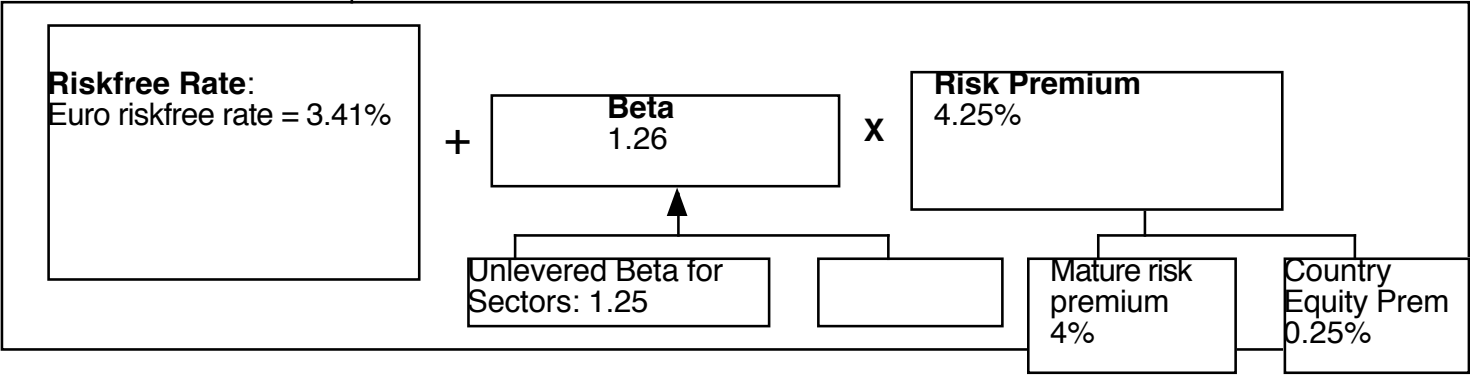 Riskfree Rate:
Euro riskfree rate = 3.41%
+
Beta
1.26
X
Risk Premium
4.25%
Unlevered Beta for
Sectors: 1.25
Mature risk
premium
4%
Country
Equity Prem
0.25%